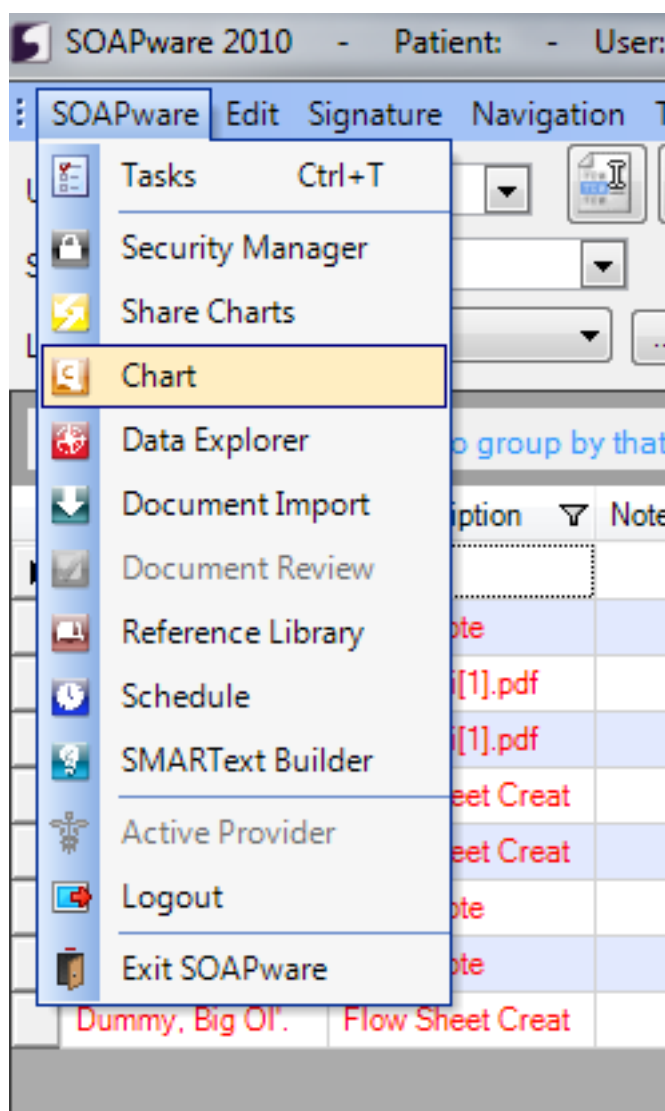 SOAPware 2010 - Patient: - User:
SOAPware Edit Signature Navigation
Tasks Ctrl+T
Security Manager
Share Charts
Chart
Data Explorer
o group by that
Document Import
iption Note
Document Review
Reference Library
ote
i[1].pdf
Schedule
i[1].pdf
SMARText Builder
eet Creat
Active Provider
eet Creat
Logout
ote
Exit SOAPware
ote
Dummy, Big Ol'. Flow Sheet Creat